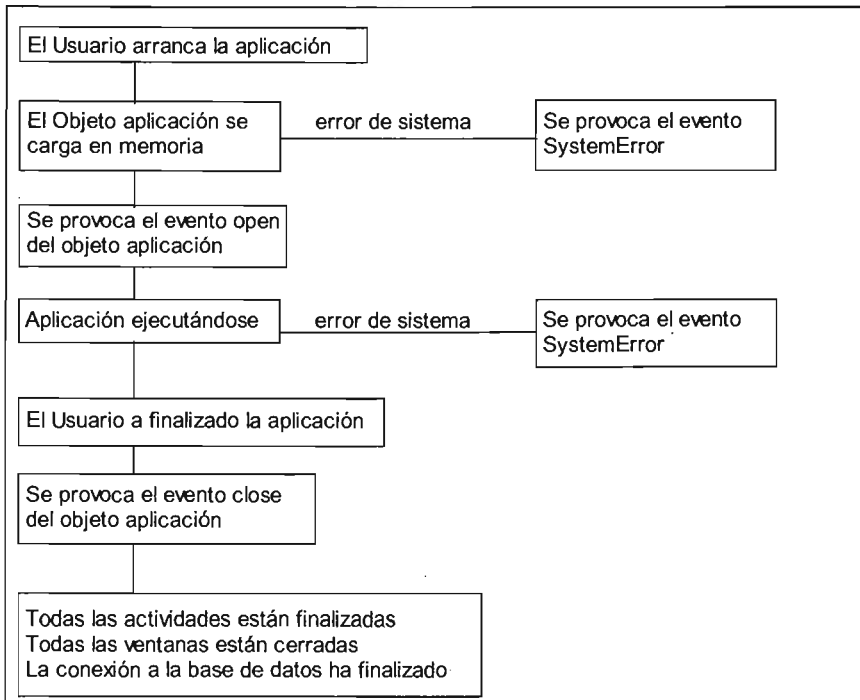 El Usuario arranca la aplicación
El Objeto aplicación se
carga en memoria
error de sistema
Se provoca el evento
SystemError
Se provoca el evento open
del objeto aplicación
Aplicación ejecutándose
error de sistema
Se provoca el evento
SystemError
El Usuario a finalizado la aplicación
Se provoca el evento close
del objeto aplicación
Todas las actividades están finalizadas
Todas las ventanas están cerradas
La conexión a la base de datos ha finalizado